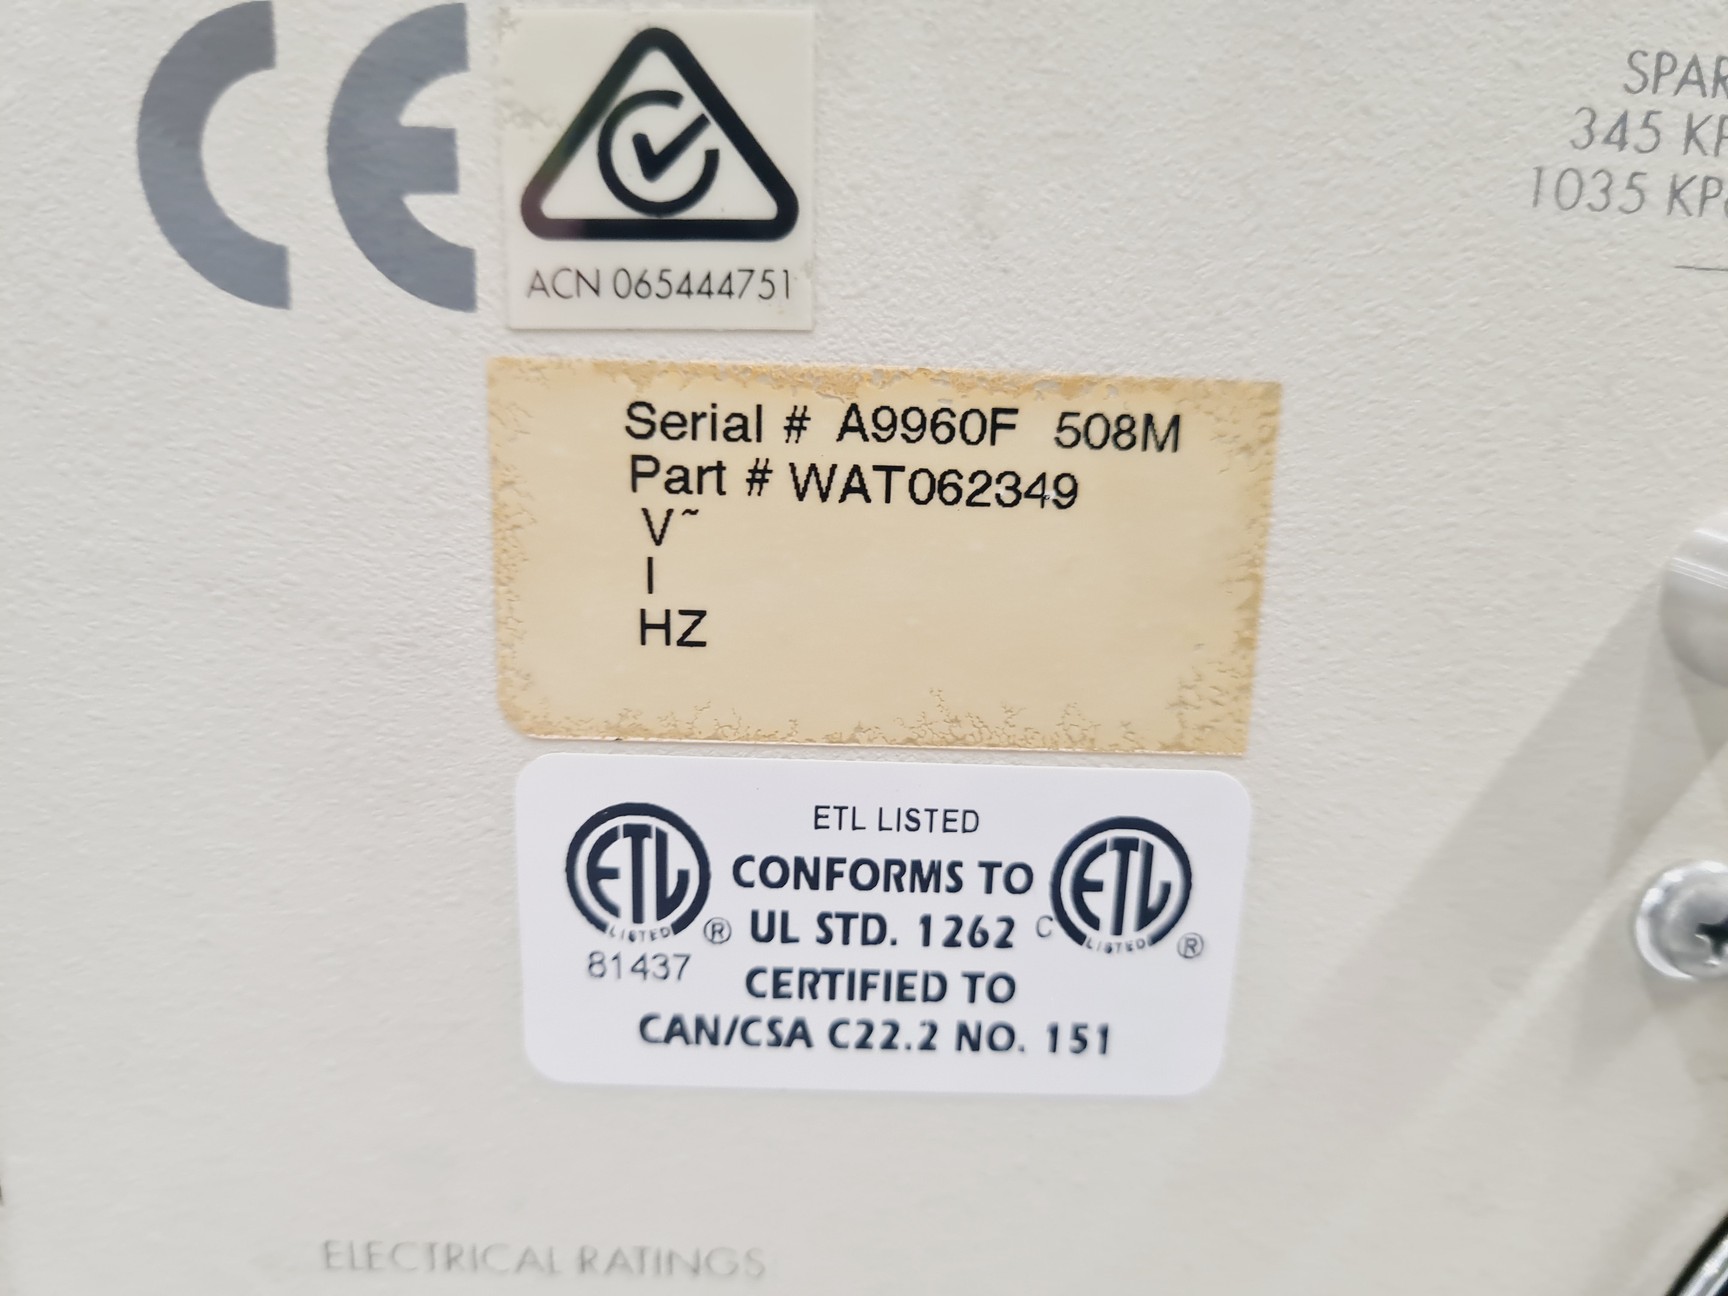 CE
ACN 065444751
SPAR
345 KP
1035 KP
Serial # A9960F 508M
Part # WAT062349
V~
I
HZ
ETL LISTED
CONFORMS TO
UL STD. 1262
CERTIFIED TO
CAN/CSA C22.2 NO. 151
ETL
LISTED
®
81437
C
ETL
LISTED
®
ELECTRICAL RATINGS